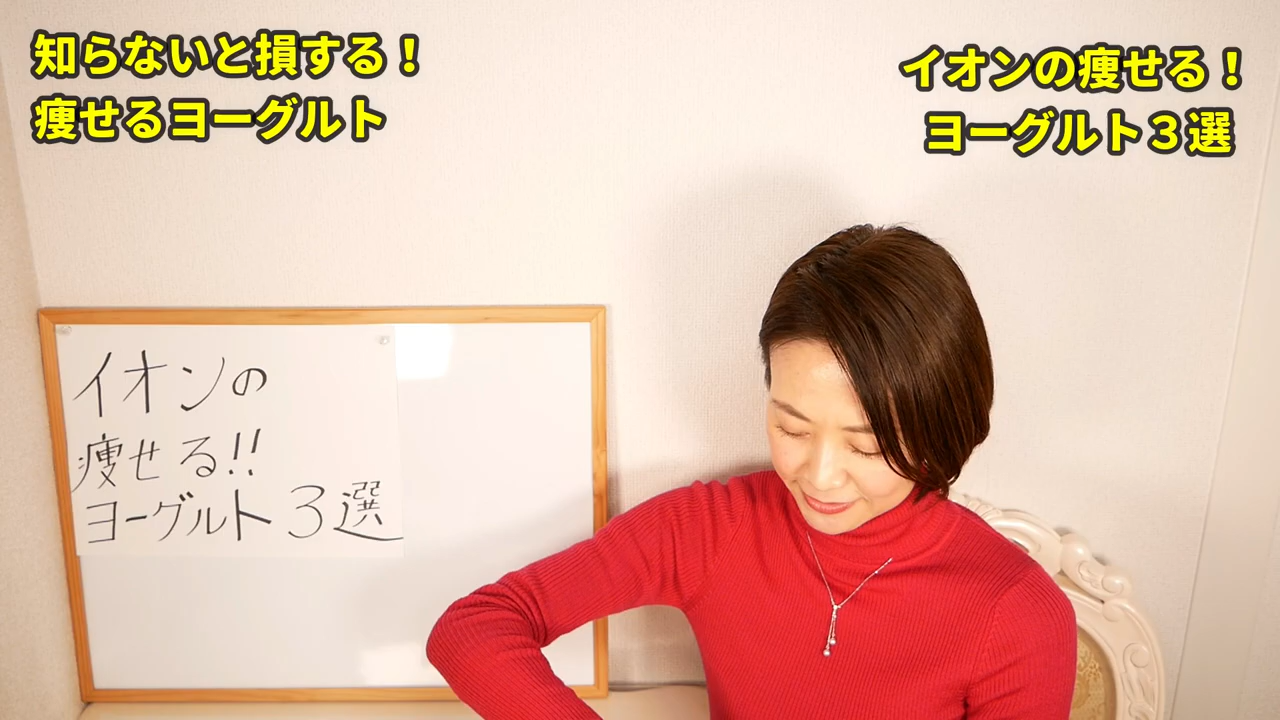 知らないと損する！
痩せるヨーグルト
イオンの痩せる！
ヨーグルト３選
イオンの
痩せる!!
ヨーグルト３選